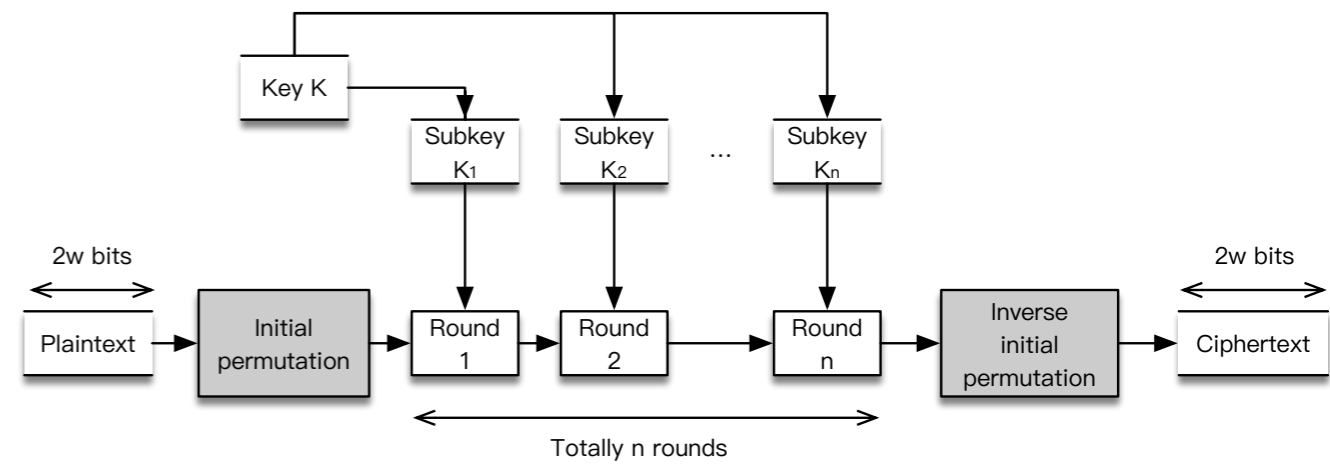 Key K
Subkey
K1
Subkey
K2
...
Subkey
Kn
2w bits
2w bits
Plaintext
Initial
permutation
Round
1
Round
2
Round
n
Inverse
initial
permutation
Ciphertext
Totally n rounds